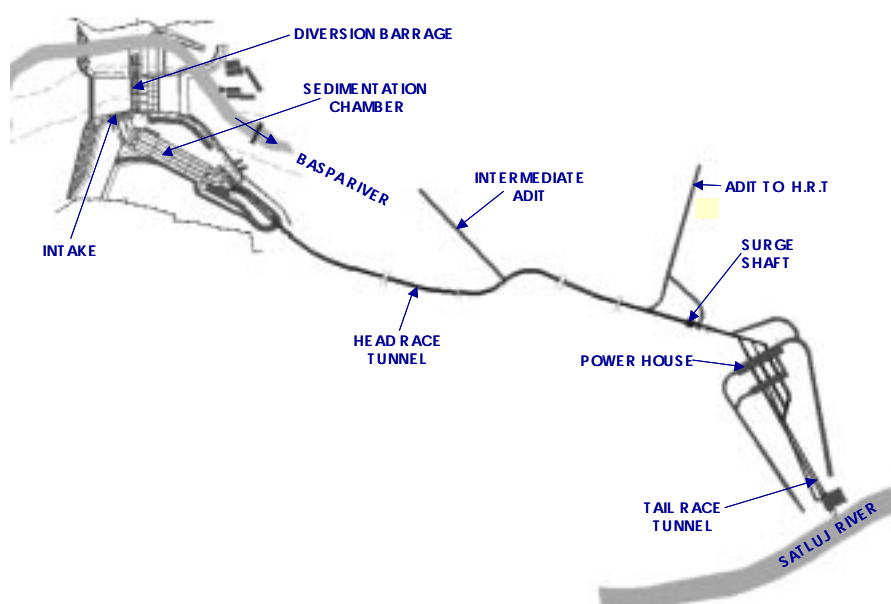 DIVERSION BARRAGE
SEDIMENTATION
CHAMBER
BASPA RIVER
INTERMEDIATE
ADIT
ADIT TO H.R.T
INTAKE
SURGE
SHAFT
HEAD RACE
TUNNEL
POWER HOUSE
TAIL RACE
TUNNEL
SATLUJ RIVER